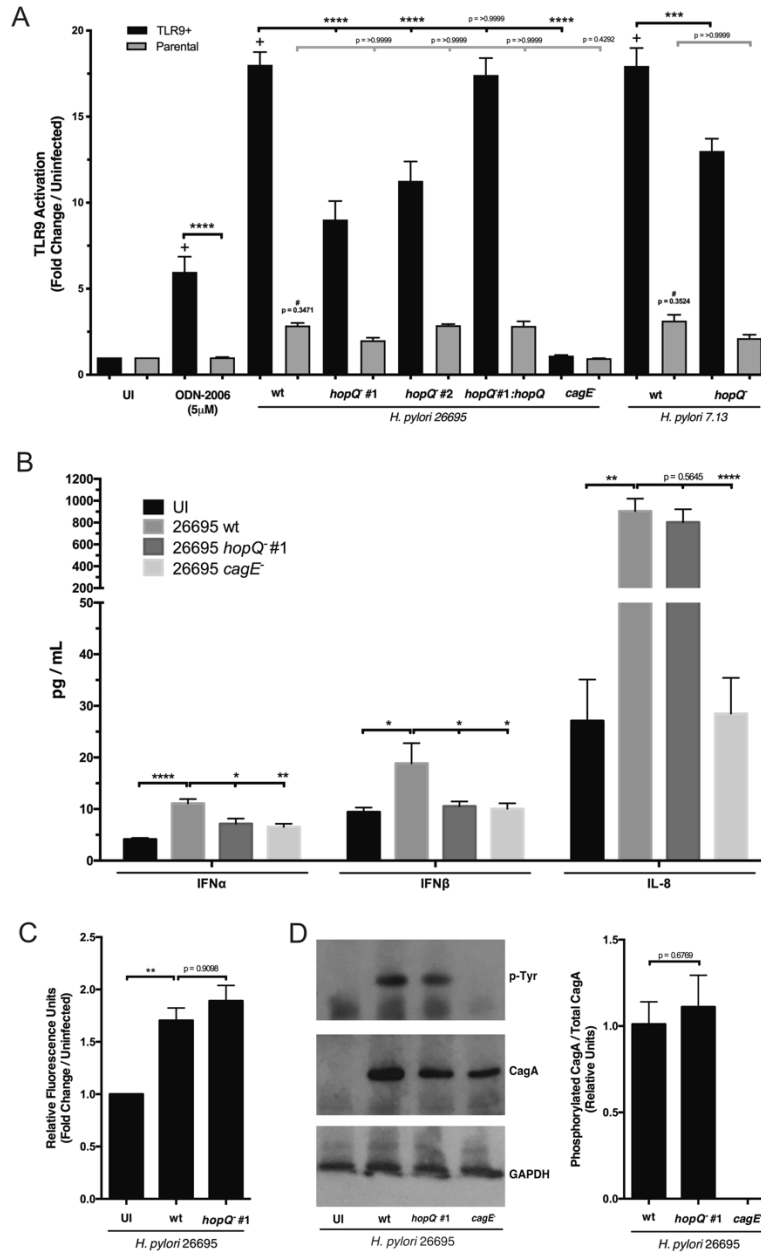 A
TLR9+
Parental
TLR9 Activation
(Fold Change / Uninfected)
20
15
10
5
0
+
****
+
****
****
p = >0.9999
****
p = >0.9999
p = >0.9999
p = >0.9999
p = 0.4292
#
p = 0.3471
***
+
p = >0.9999
#
p = 0.3524
UI
ODN-2006
(5μM)
wt
hopQ- #1
hopQ- #2
hopQ-#1:hopQ
cagE-
wt
hopQ-
H. pylori 26695
H. pylori 7.13
B
UI
26695 wt
26695 hopQ- #1
26695 cagE-
pg / mL
1200
1100
1000
900
800
700
600
500
400
300
200
50
40
30
20
10
0
**** * **
* * *
** p = 0.5645 ****
IFNα
IFNβ
IL-8
C
Relative Fluorescence Units
(Fold Change / Uninfected)
2.5
2.0
1.5
1.0
0.5
0.0
**
p = 0.9098
UI
wt
hopQ- #1
H. pylori 26695
D
p-Tyr
CagA
GAPDH
UI
wt
hopQ- #1
cagE-
H. pylori 26695
Phosphorylated CagA / Total CagA
(Relative Units)
1.5
1.0
0.5
0.0
p = 0.6769
wt
hopQ- #1
cagE-
H. pylori 26695